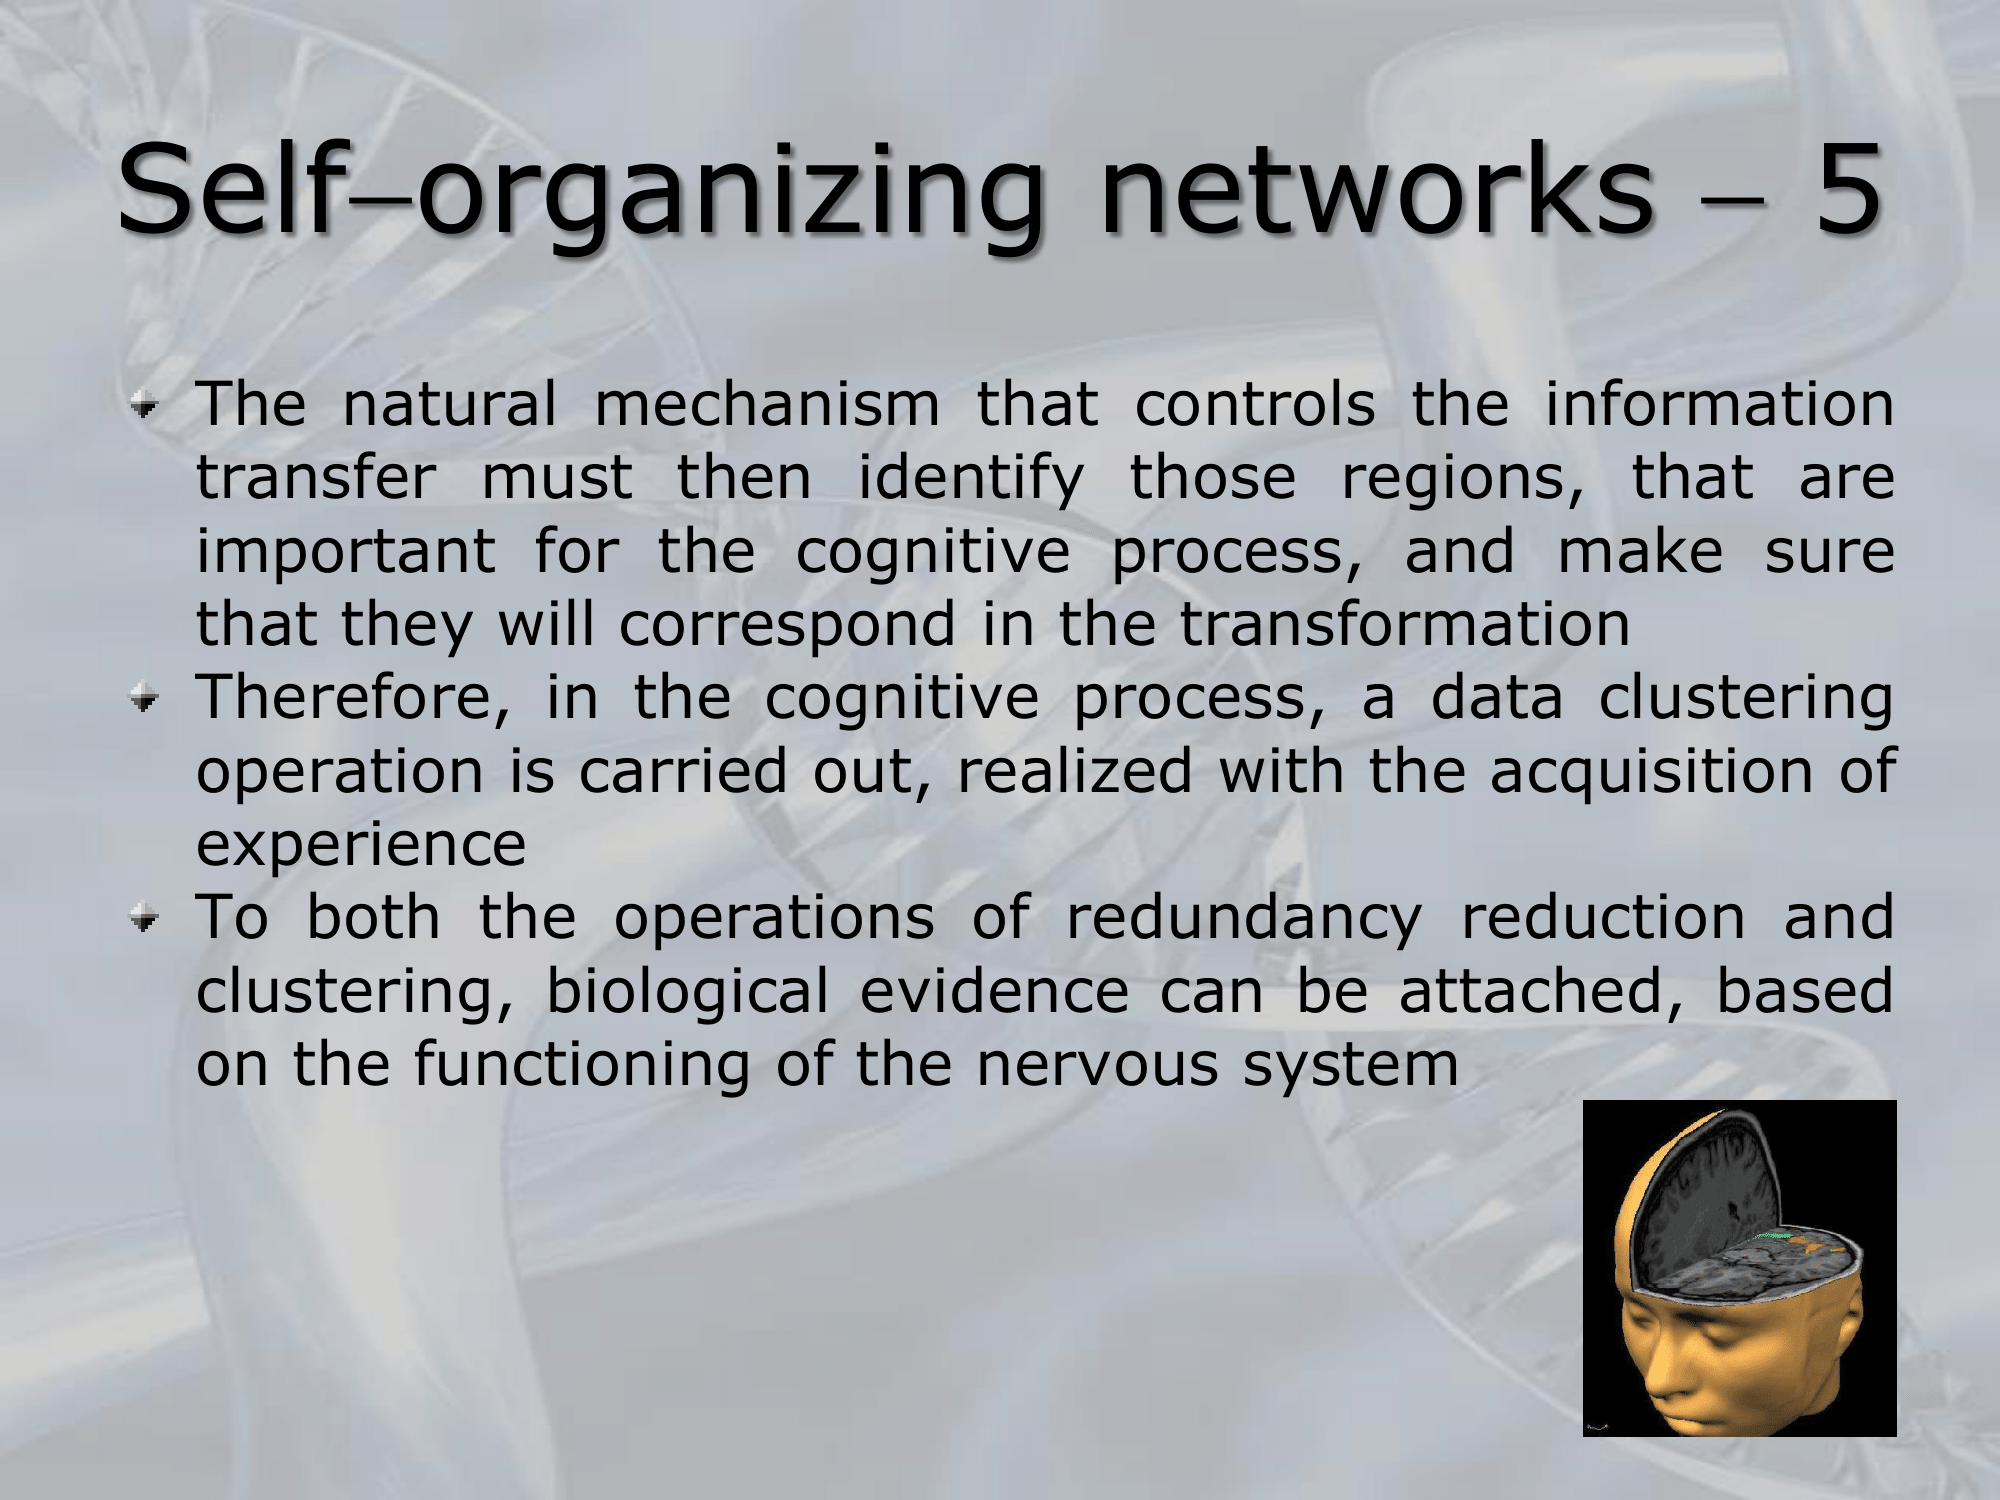 Self–organizing networks – 5
The natural mechanism that controls the information
transfer must then identify those regions, that are
important for the cognitive process, and make sure
that they will correspond in the transformation
Therefore, in the cognitive process, a data clustering
operation is carried out, realized with the acquisition of
experience
To both the operations of redundancy reduction and
clustering, biological evidence can be attached, based
on the functioning of the nervous system